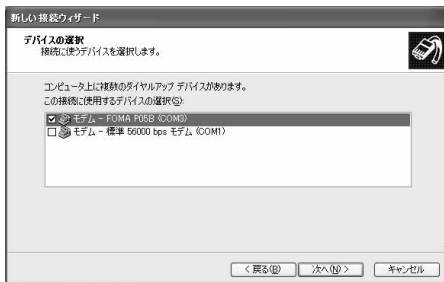 新しい接続ウィザード
デバイスの選択
接続に使うデバイスを選択します。
コンピュータ上に複数のダイヤルアップ デバイスがあります。
この接続に使用するデバイスの選択(S):
モデム - FOMA P05B (COM3)
モデム - 標準 56000 bps モデム (COM1)
< 戻る(B)
次へ(N) >
キャンセル